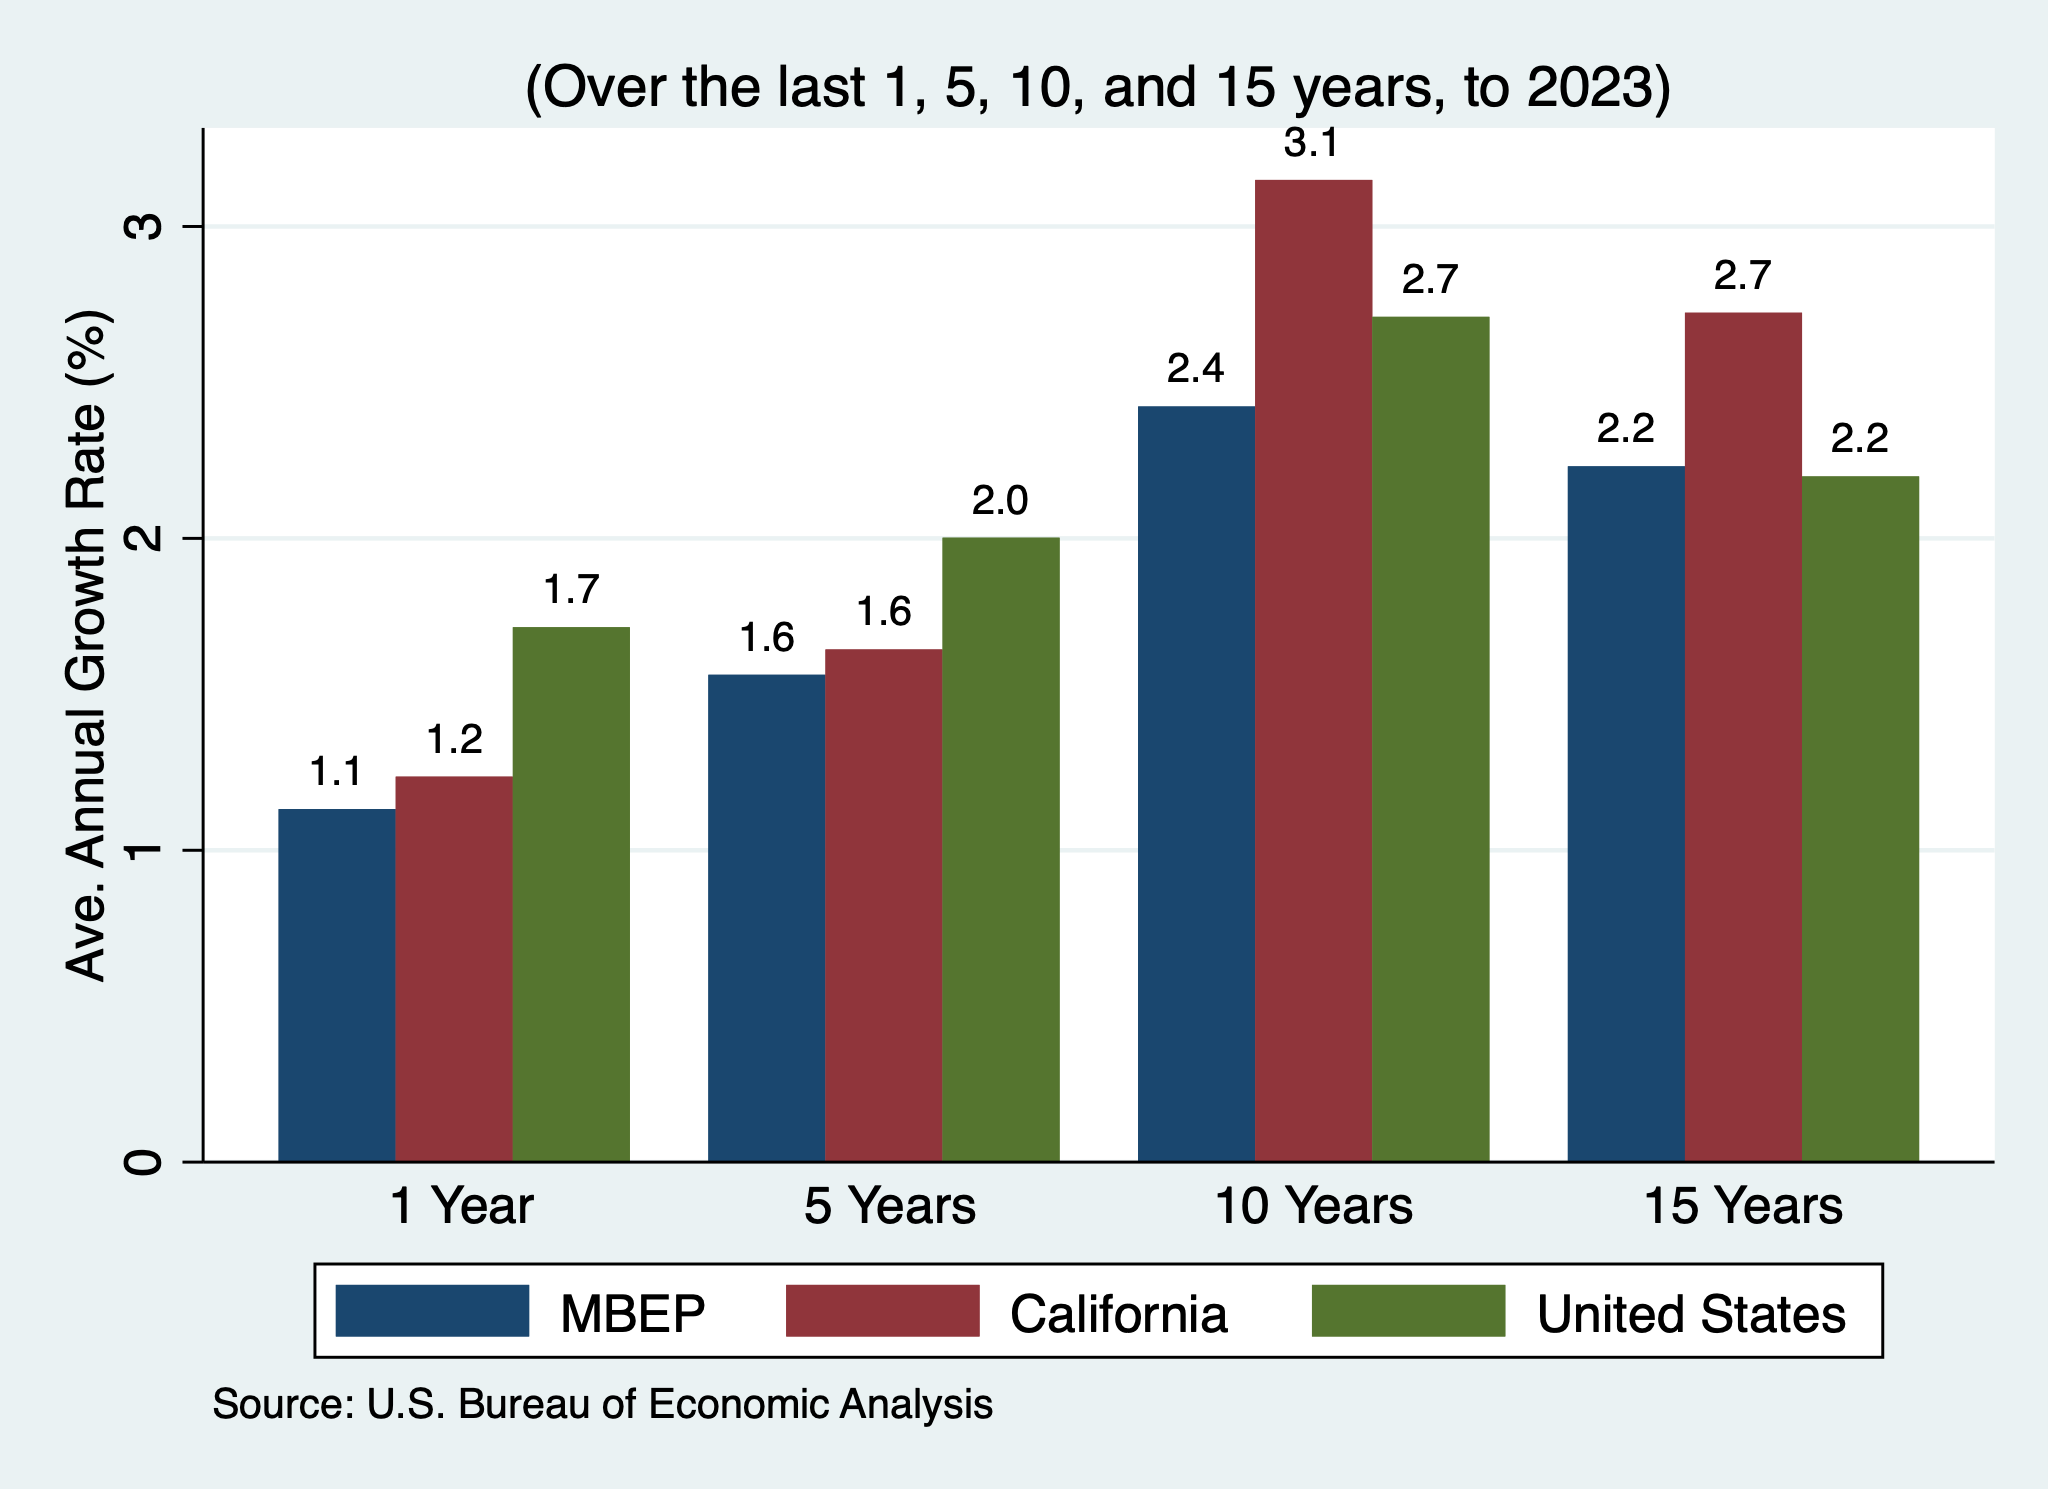 (Over the last 1, 5, 10, and 15 years, to 2023)
Ave. Annual Growth Rate (%)
3
2
1
0
1.1
1.2
1.7
1.6
1.6
2.0
2.4
3.1
2.7
2.2
2.7
2.2
1 Year
5 Years
10 Years
15 Years
MBEP
California
United States
Source: U.S. Bureau of Economic Analysis